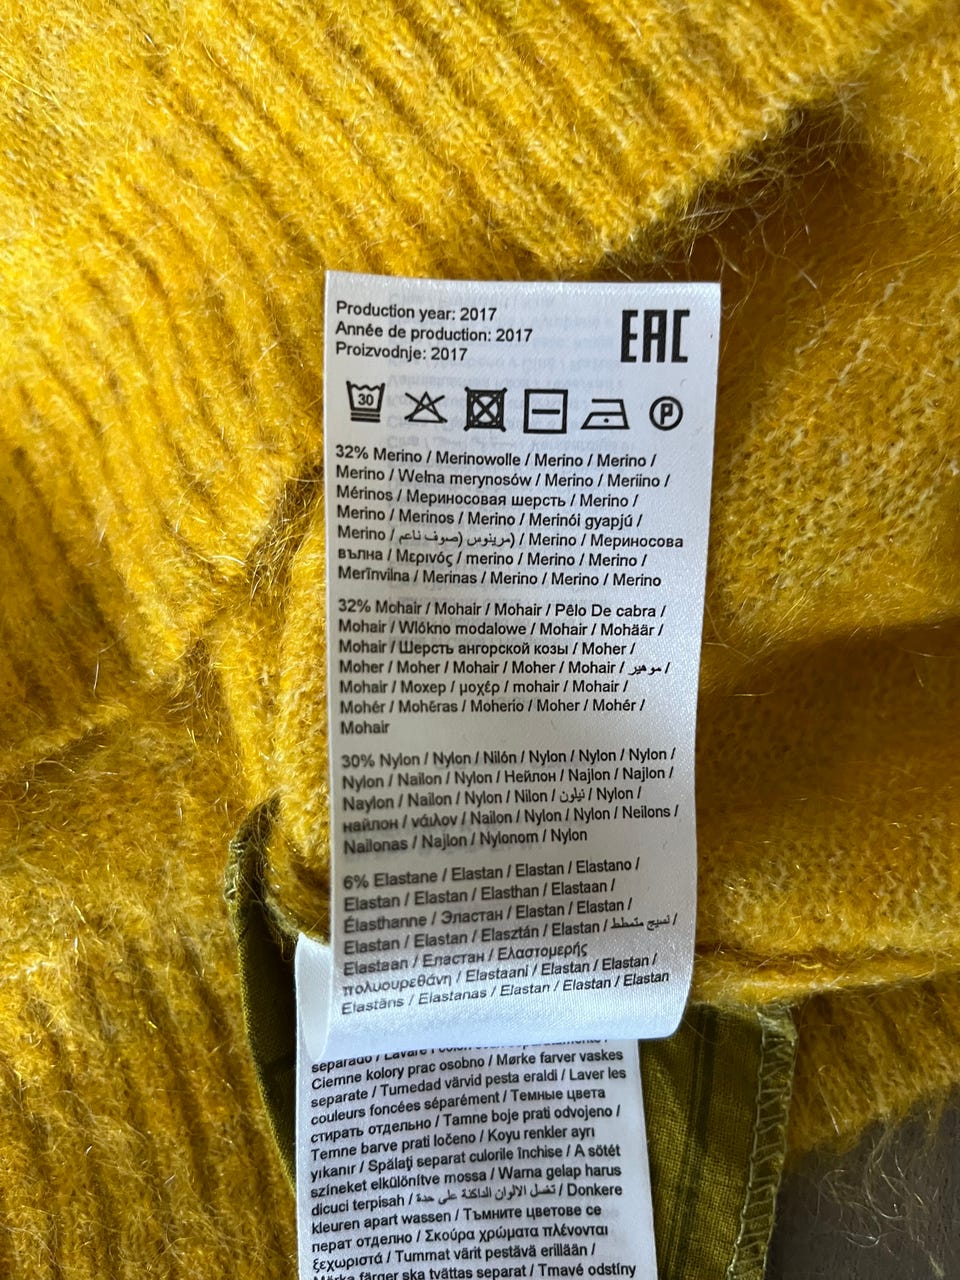 Production year: 2017
Année de production: 2017
Proizvodnje: 2017
EAC
30
P
32% Merino / Merinowolle / Merino / Merino /
Merino / Wełna merynosów / Merino / Meriino /
Mérinos / Мериносовая шерсть / Merino /
Merino / Merinos / Merino / Merinói gyapjú /
Merino / مرينوس (صوف ناعم) / Merino / Мериносова
вълна / Μερινός / merino / Merino / Merino /
Merīnvilna / Merinas / Merino / Merino / Merino
32% Mohair / Mohair / Mohair / Pêlo De cabra /
Mohair / Wlókno modalowe / Mohair / Mohäär /
Mohair / Шерсть ангорской козы / Moher /
Moher / Moher / Mohair / Moher / Mohair / موهير /
Mohair / Мохер / μοχέρ / mohair / Mohair /
Mohér / Mohēras / Moherio / Moher / Mohér /
Mohair
30% Nylon / Nylon / Nilón / Nylon / Nylon / Nylon /
Nylon / Nailon / Nylon / Нейлон / Najlon / Najlon /
Naylon / Nailon / Nylon / Nilon / نيلون / Nylon /
найлон / νάιλον / Nailon / Nylon / Nylon / Neilons /
Nailonas / Najlon / Nylonom / Nylon
6% Elastane / Elastan / Elastan / Elastano /
Elastan / Elastan / Elasthan / Elastaan /
Élasthanne / Эластан / Elastan / Elastan /
Elastan / Elastan / Elasztán / Elastan / نسيج متمطط /
Elastaan / Еластан / Ελαστομερής
πολυουρεθάνη / Elastaani / Elastan / Elastan /
Elastāns / Elastanas / Elastan / Elastan / Elastan
separado / Lavare i colori scuri separatamente /
Ciemne kolory prac osobno / Mørke farver vaskes
separate / Tumedad värvid pesta eraldi / Laver les
couleurs foncées séparément / Темные цвета
стирать отдельно / Tamne boje prati odvojeno /
Temne barve prati ločeno / Koyu renkler ayrı
yıkanır / Spălaţi separat culorile închise / A sötét
színeket elkülönítve mossa / Warna gelap harus
dicuci terpisah / تغسل الالوان الداكنة على حدة / Donkere
kleuren apart wassen / Тъмните цветове се
перат отделно / Σκούρα χρώματα πλένονται
ξεχωριστά / Tummat värit pestävä erillään /
Mörka färger ska tvättas separat / Tmavé odstíny